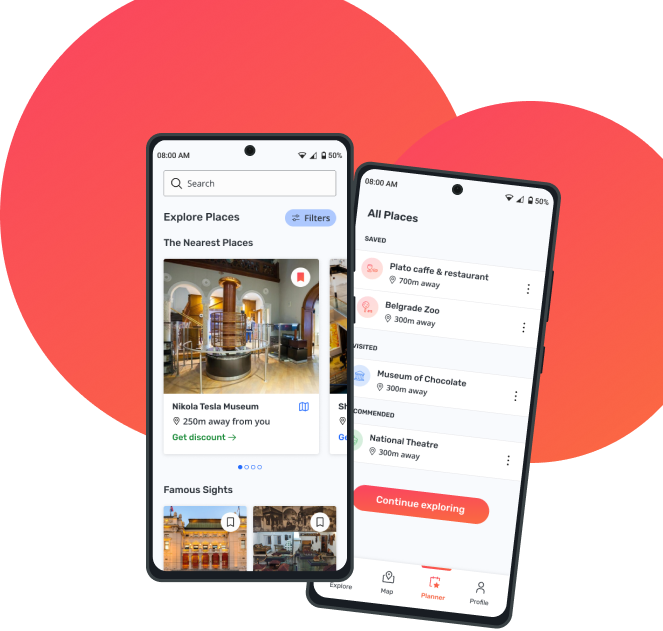 08:00 AM
50%
Search
Explore Places
Filters
The Nearest Places
Nikola Tesla Museum
250m away from you
Get discount →
Famous Sights
08:00 AM
50%
All Places
SAVED
Plato caffe & restaurant
700m away
Belgrade Zoo
300m away
VISITED
Museum of Chocolate
300m away
COMMENDED
National Theatre
300m away
Continue exploring
Explore
Map
Planner
Profile